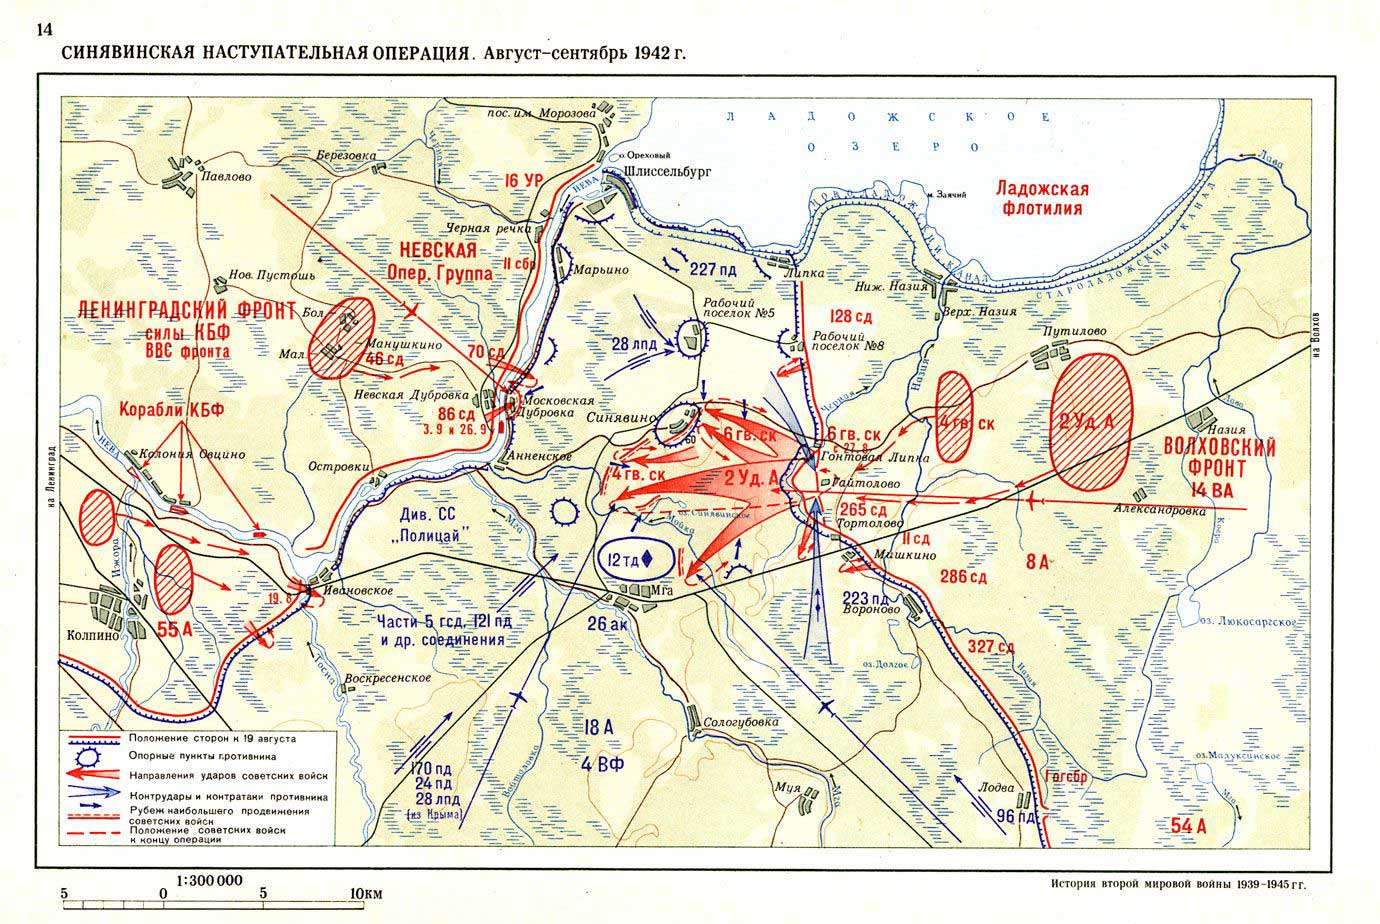 14
СИНЯВИНСКАЯ НАСТУПАТЕЛЬНАЯ ОПЕРАЦИЯ. Август–сентябрь 1942 г.
пос. им. Морозова
ЛАДОЖСКОЕ
ОЗЕРО
Черная
Березовка
о. Ореховый
Лава
Павлово
16 УР
НЕВА
Шлиссельбург
Ладожская
флотилия
м. Заячий
НОВОЛАДОЖСКИЙ КАНАЛ
СТАРОЛАДОЖСКИЙ КАНАЛ
Черная речка
НЕВСКАЯ
Опер. Группа
11 сбр
Марьино
227 пд
Липка
Нов. Пустошь
Ниж. Назия
Верх. Назия
ЛЕНИНГРАДСКИЙ ФРОНТ
силы КБФ
ВВС фронта
Бол.
Манушкино
Мал.
46 сд
70 сд
28 лпд
Рабочий
поселок №5
128 сд
Рабочий
поселок №8
Путилово
на Волхов
Назия
Черная
Корабли КБФ
Невская Дубровка
86 сд
3.9 и 26.9
Московская
Дубровка
Синявино
60
6 гв. ск
6 гв. ск
с 27.8
4 гв. ск
2 Уд. А
Лава
Назия
ВОЛХОВСКИЙ
ФРОНТ
14 ВА
на Ленинград
НЕВА
Колония Овцино
Островки
Анненское
4 гв. ск
2 Уд. А
Гонтовая Липка
Гайтолово
265 сд
Александровка
Див. СС
„Полицай"
Мга
Мойка
оз. Синявинское
Тортолово
11 сд
Машкино
Ижора
12 тд
286 сд
8 А
19. 8
Ивановское
Мга
223 пд
Вороново
Колпино
55 А
Части 5 гсд, 121 пд
и др. соединения
26 ак
оз. Люкосаргское
327 сд
Тосна
Воскресенское
оз. Долгое
Назия
18 А
4 ВФ
Сологубовка
170 пд
24 пд
28 лпд
(из Крыма)
Войтоловка
Муя
Мга
Лодва
96 пд
1 огсбр
оз. Малуксинское
Мга
54 А
Положение сторон к 19 августа
Опорные пункты противника
Направления ударов советских войск
Контрудары и контратаки противника
Рубеж наибольшего продвижения
советских войск
Положение советских войск
к концу операции
1:300 000
5 0 5 10км
История второй мировой войны 1939–1945 гг.